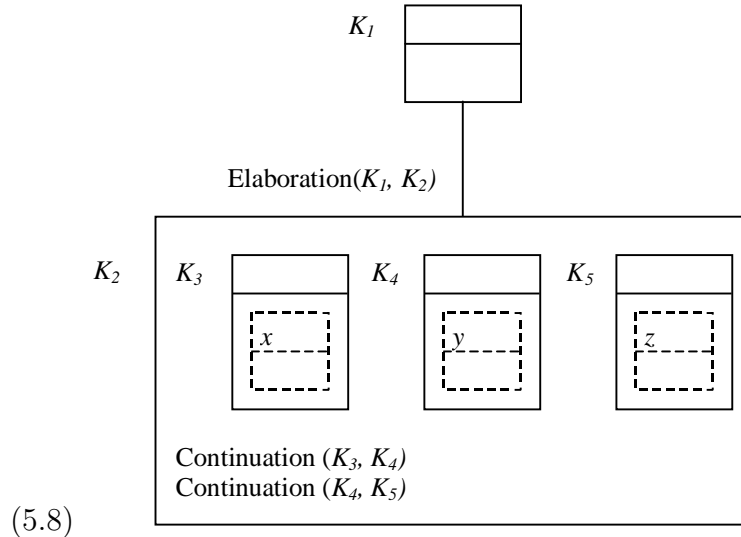 K1
Elaboration(K1, K2)
K2 K3 K4 K5
x y z
Continuation (K3, K4)
Continuation (K4, K5)
(5.8)